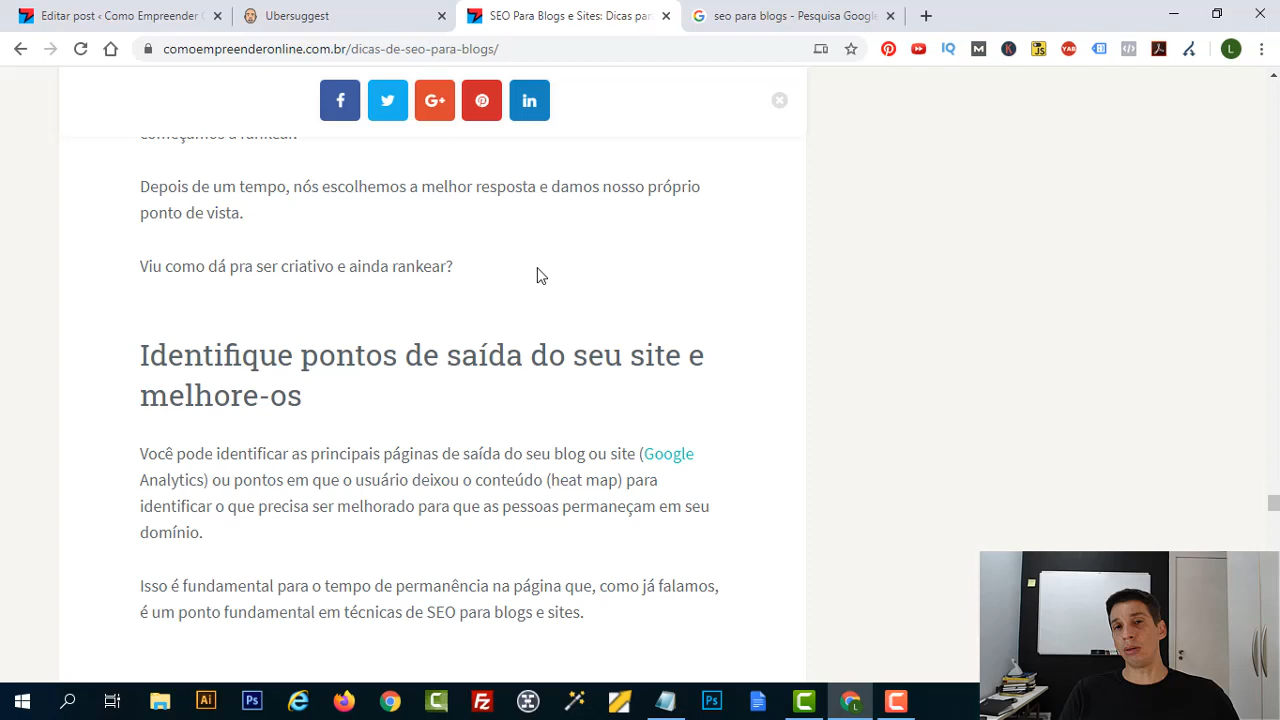 Editar post ‹ Como Empreender C
Ubersuggest
SEO Para Blogs e Sites: Dicas par
seo para blogs - Pesquisa Google
comoempreenderonline.com.br/dicas-de-seo-para-blogs/
começamos a rankear.
Depois de um tempo, nós escolhemos a melhor resposta e damos nosso próprio
ponto de vista.
Viu como dá pra ser criativo e ainda rankear?
Identifique pontos de saída do seu site e
melhore-os
Você pode identificar as principais páginas de saída do seu blog ou site (Google
Analytics) ou pontos em que o usuário deixou o conteúdo (heat map) para
identificar o que precisa ser melhorado para que as pessoas permaneçam em seu
domínio.
Isso é fundamental para o tempo de permanência na página que, como já falamos,
é um ponto fundamental em técnicas de SEO para blogs e sites.